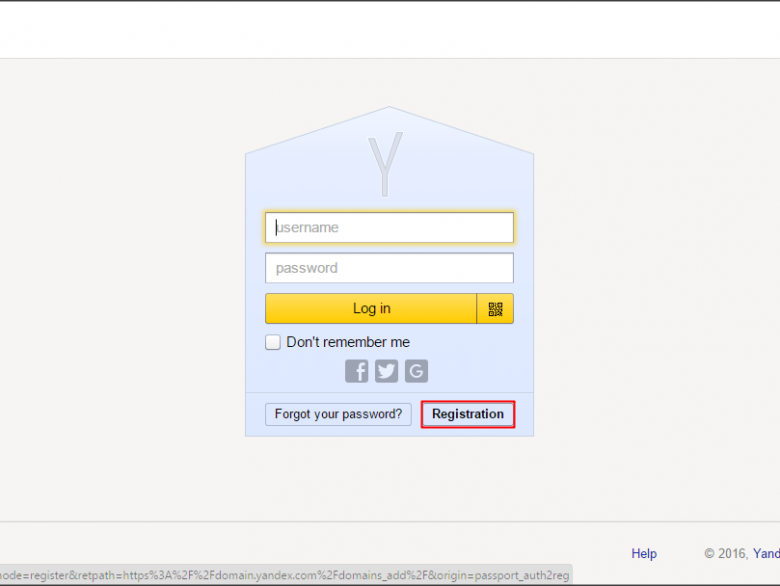 Y
username
password
Log in
Don't remember me
f G
Forgot your password? Registration
Help © 2016, Yand
node=register&retpath=https%3A%2F%2Fdomain.yandex.com%2Fdomains_add%2F&origin=passport_auth2reg